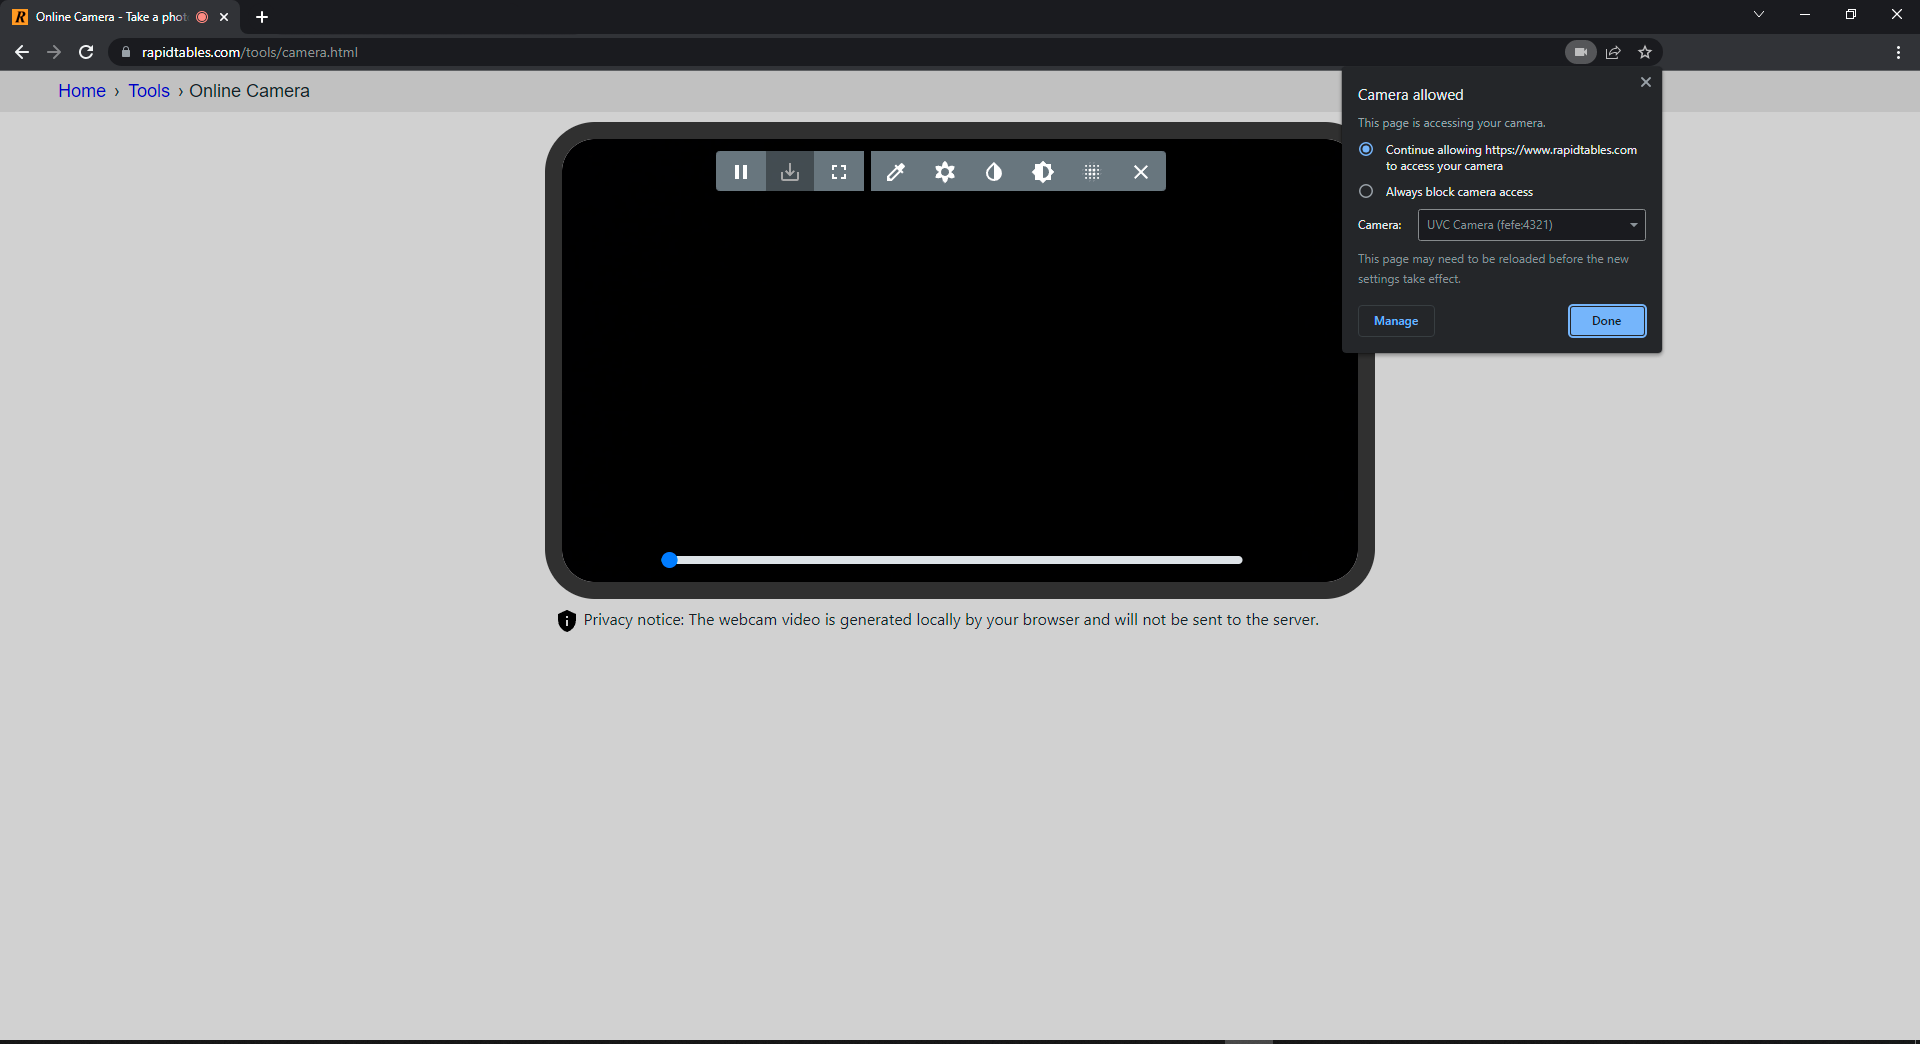 Online Camera - Take a phot
rapidtables.com/tools/camera.html
Home › Tools › Online Camera
Camera allowed
This page is accessing your camera.
Continue allowing https://www.rapidtables.com
to access your camera
Always block camera access
Camera: UVC Camera (fefe:4321)
This page may need to be reloaded before the new
settings take effect.
Manage Done
Privacy notice: The webcam video is generated locally by your browser and will not be sent to the server.